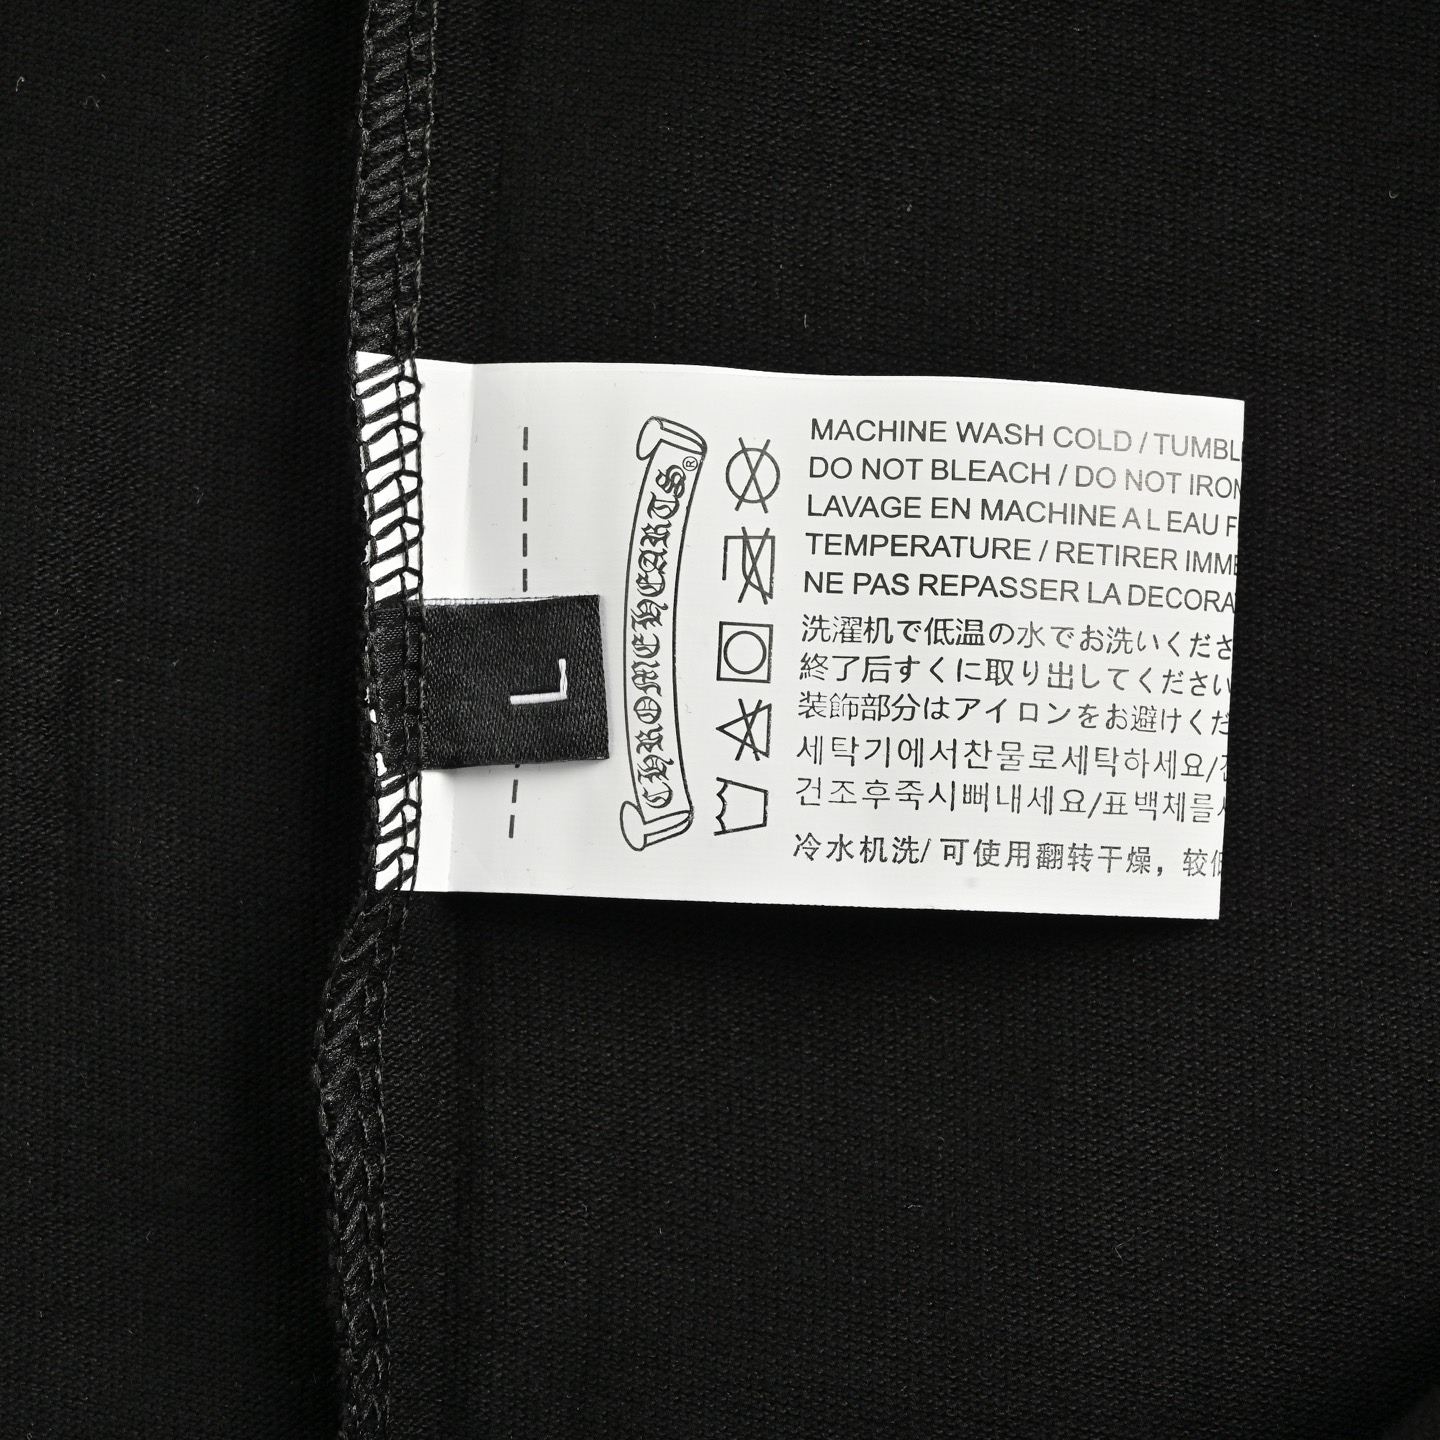 CHROME HEARTS®
L
MACHINE WASH COLD / TUMBL
DO NOT BLEACH / DO NOT IRON
LAVAGE EN MACHINE A L EAU F
TEMPERATURE / RETIRER IMME
NE PAS REPASSER LA DECORA
洗濯机で低温の水でお洗いくださ
終了后すくに取り出してください
装飾部分はアイロンをお避けくだ
세탁기에서찬물로세탁하세요/
건조후죽시뻐내세요/표백체를
冷水机洗/ 可使用翻转干燥，较低